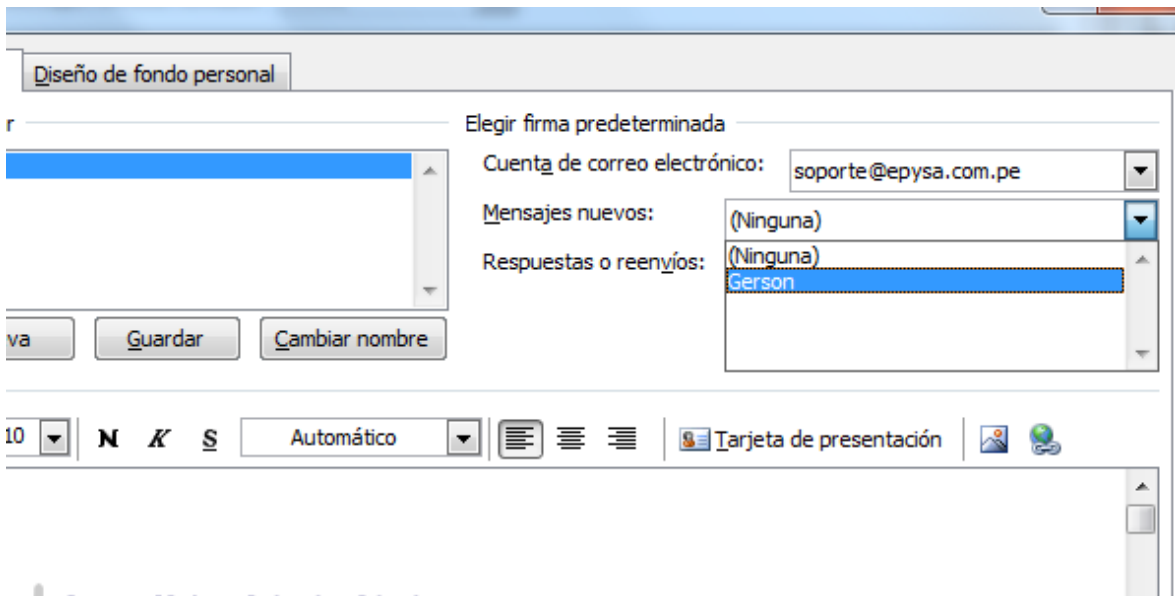 Diseño de fondo personal
r
Elegir firma predeterminada
Cuenta de correo electrónico:
soporte@epysa.com.pe
Mensajes nuevos:
(Ninguna)
Respuestas o reenvíos:
(Ninguna)
Gerson
va
Guardar
Cambiar nombre
10
N K S
Automático
Tarjeta de presentación